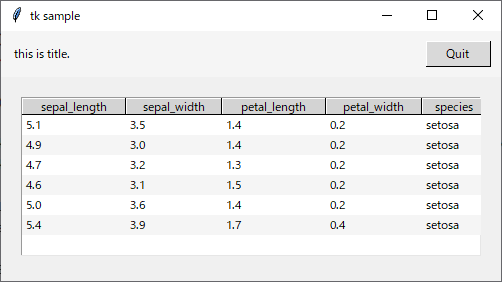 tk sample
this is title. Quit
sepal_length sepal_width petal_length petal_width species
5.1 3.5 1.4 0.2 setosa
4.9 3.0 1.4 0.2 setosa
4.7 3.2 1.3 0.2 setosa
4.6 3.1 1.5 0.2 setosa
5.0 3.6 1.4 0.2 setosa
5.4 3.9 1.7 0.4 setosa